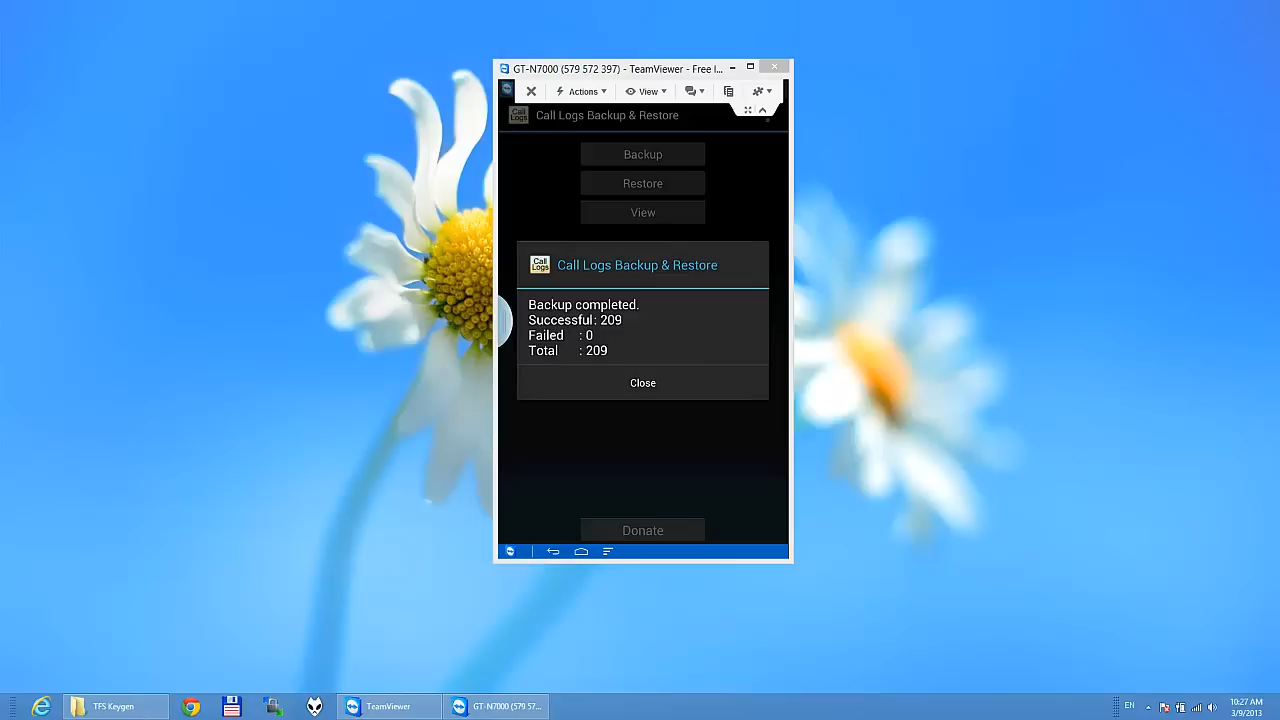 GT-N7000 (579 572 397) - TeamViewer - Free l...
Actions
View
Call Logs
Call Logs Backup & Restore
Backup
Restore
View
Call Logs
Call Logs Backup & Restore
Backup completed.
Successful: 209
Failed : 0
Total : 209
Close
Donate
TFS Keygen
TeamViewer
GT-N7000 (579 57...
EN
10:27 AM
3/9/2013